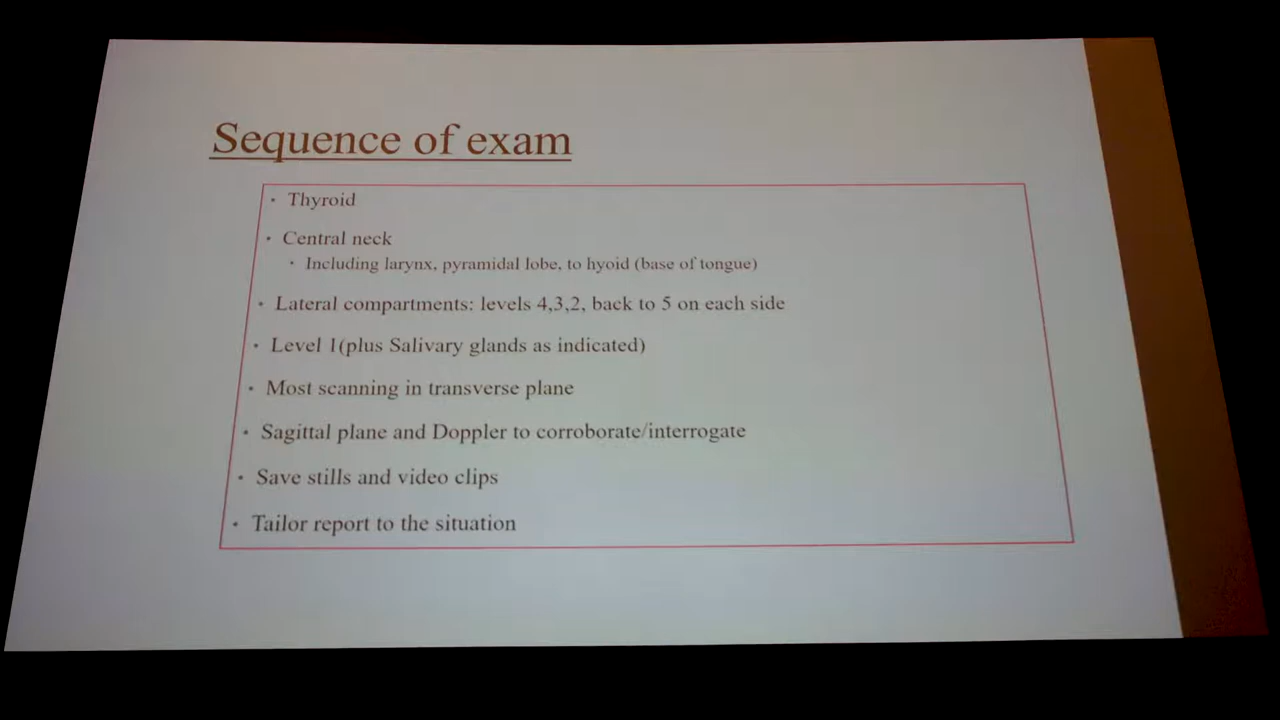 Sequence of exam
• Thyroid
• Central neck
• Including larynx, pyramidal lobe, to hyoid (base of tongue)
• Lateral compartments: levels 4,3,2, back to 5 on each side
• Level 1(plus Salivary glands as indicated)
• Most scanning in transverse plane
• Sagittal plane and Doppler to corroborate/interrogate
• Save stills and video clips
• Tailor report to the situation